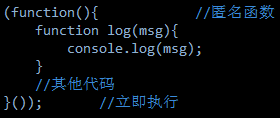 (function(){ //匿名函数
function log(msg){
console.log(msg);
}
//其他代码
}()); //立即执行